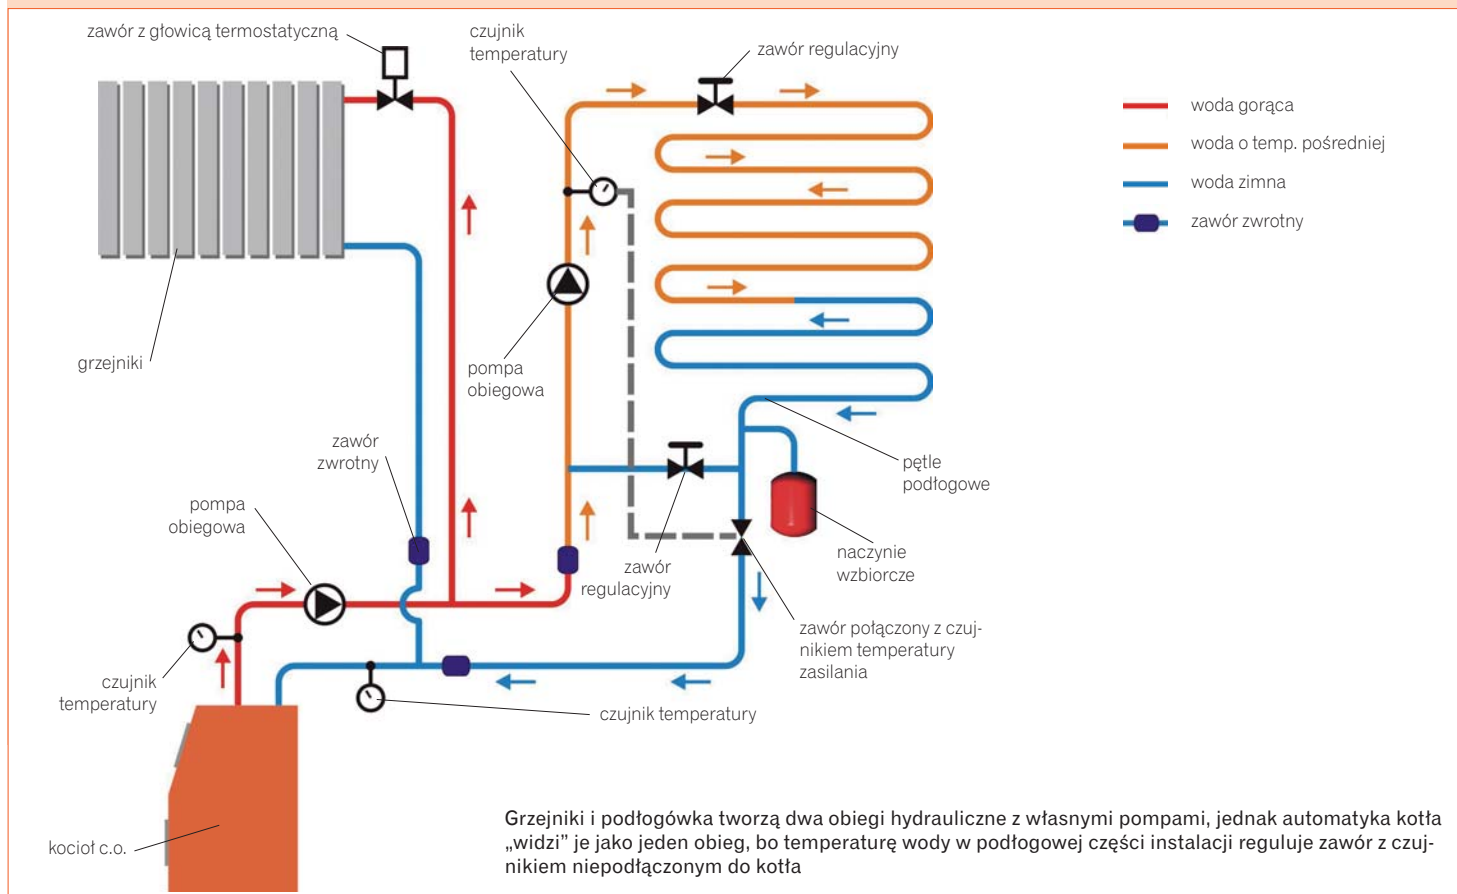 zawór z głowicą termostatyczną
czujnik
temperatury
zawór regulacyjny
woda gorąca
woda o temp. pośredniej
woda zimna
zawór zwrotny
grzejniki
pompa
obiegowa
zawór
zwrotny
pętle
podłogowe
pompa
obiegowa
zawór
regulacyjny
naczynie
wzbiorcze
zawór połączony z czuj-
nikiem temperatury
zasilania
czujnik
temperatury
czujnik temperatury
kocioł c.o.
Grzejniki i podłogówka tworzą dwa obiegi hydrauliczne z własnymi pompami, jednak automatyka kotła
„widzi” je jako jeden obieg, bo temperaturę wody w podłogowej części instalacji reguluje zawór z czuj-
nikiem niepodłączonym do kotła